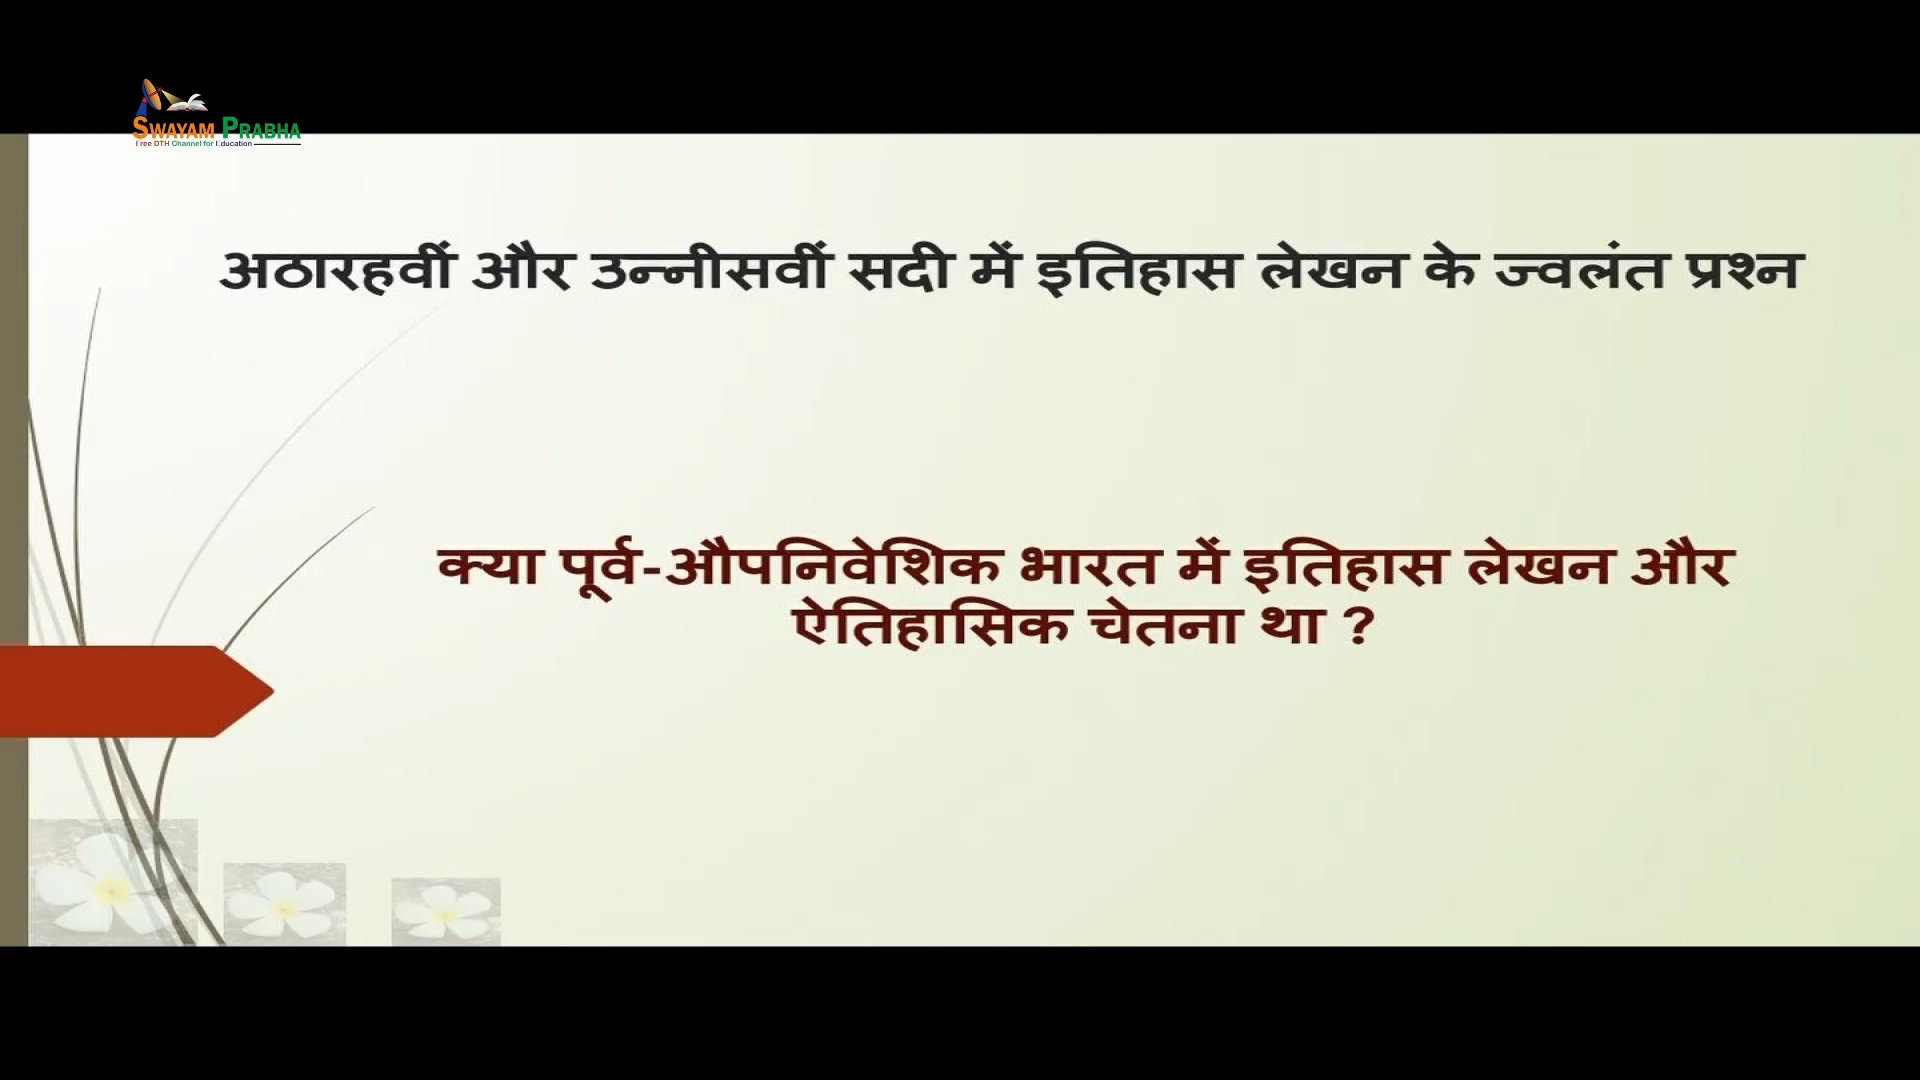 SWAYAM PRABHA
Free DTH Channel for Education
अठारहवीं और उन्नीसवीं सदी में इतिहास लेखन के ज्वलंत प्रश्न
क्या पूर्व-औपनिवेशिक भारत में इतिहास लेखन और
ऐतिहासिक चेतना था ?